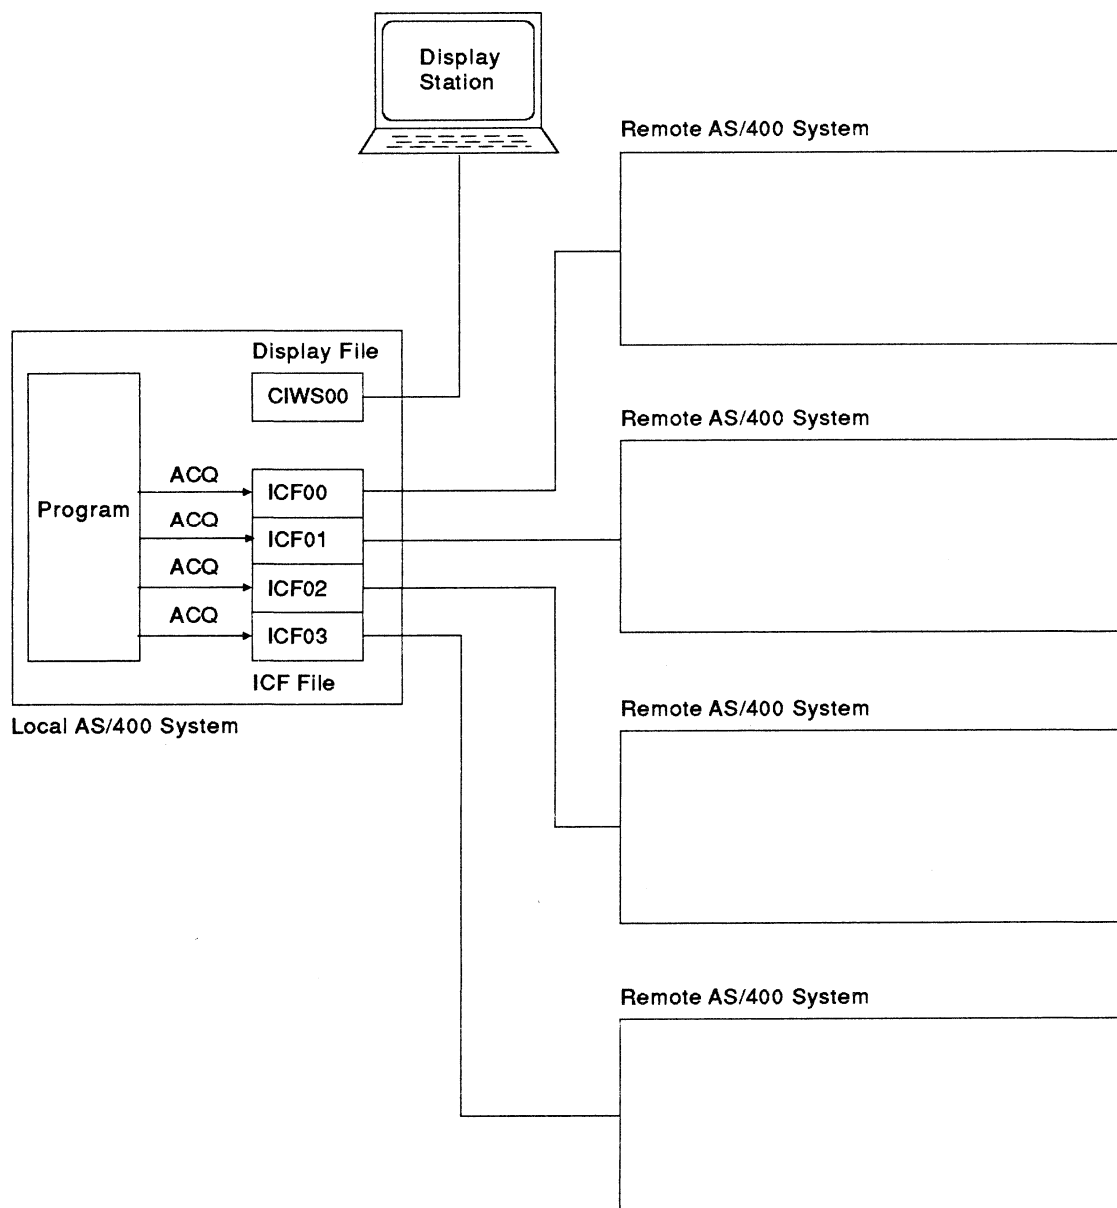 Display
Station
Remote AS/400 System
Display File
CIWS00
Remote AS/400 System
ACQ
ICF00
Program
ACQ
ICF01
ACQ
ICF02
ACQ
ICF03
ICF File
Local AS/400 System
Remote AS/400 System
Remote AS/400 System